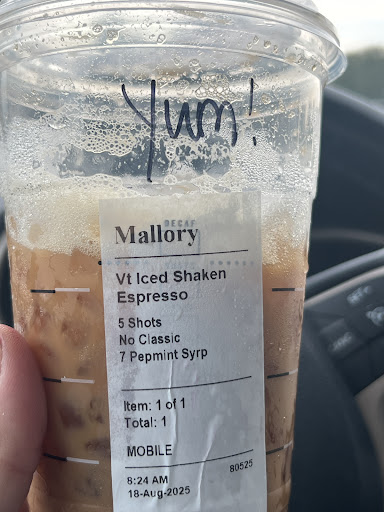 Yum!
DECAF
Mallory
Vt Iced Shaken
Espresso
5 Shots
No Classic
7 Pepmint Syrp
Item: 1 of 1
Total: 1
MOBILE
80525
8:24 AM
18-Aug-2025